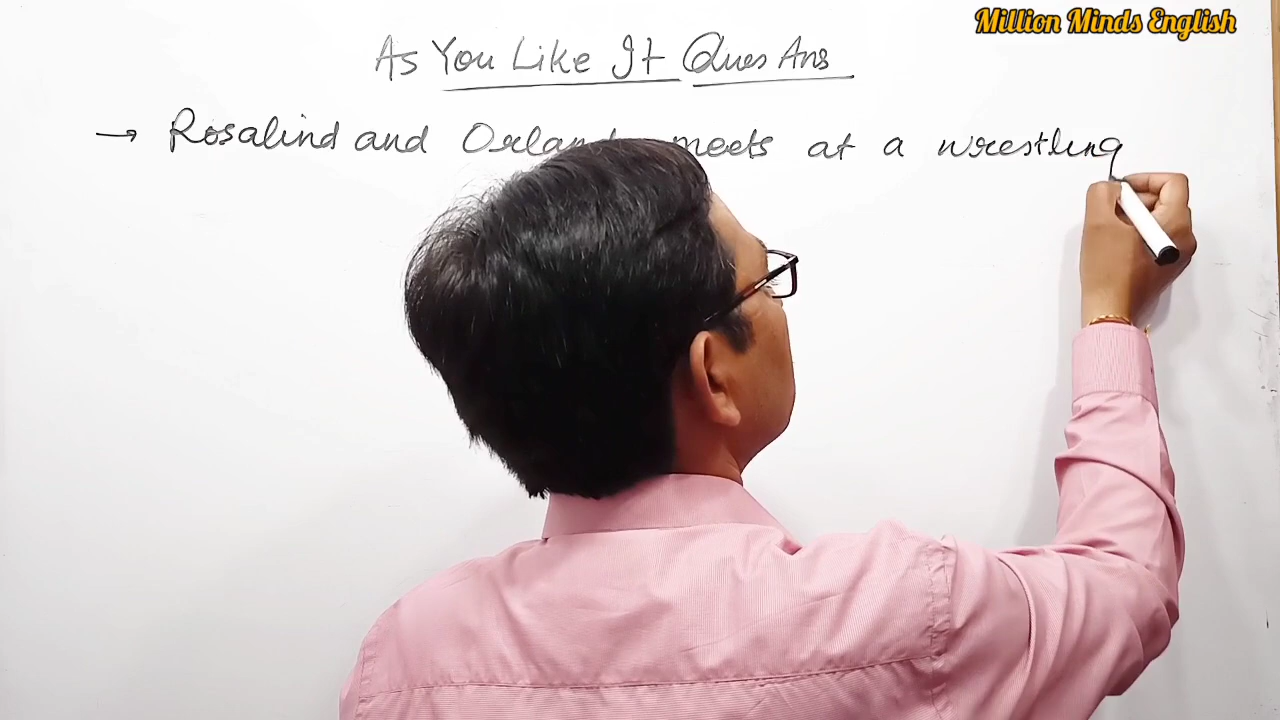 Million Minds English
As You Like It Ques Ans
→ Rosalind and meets at a wrestling